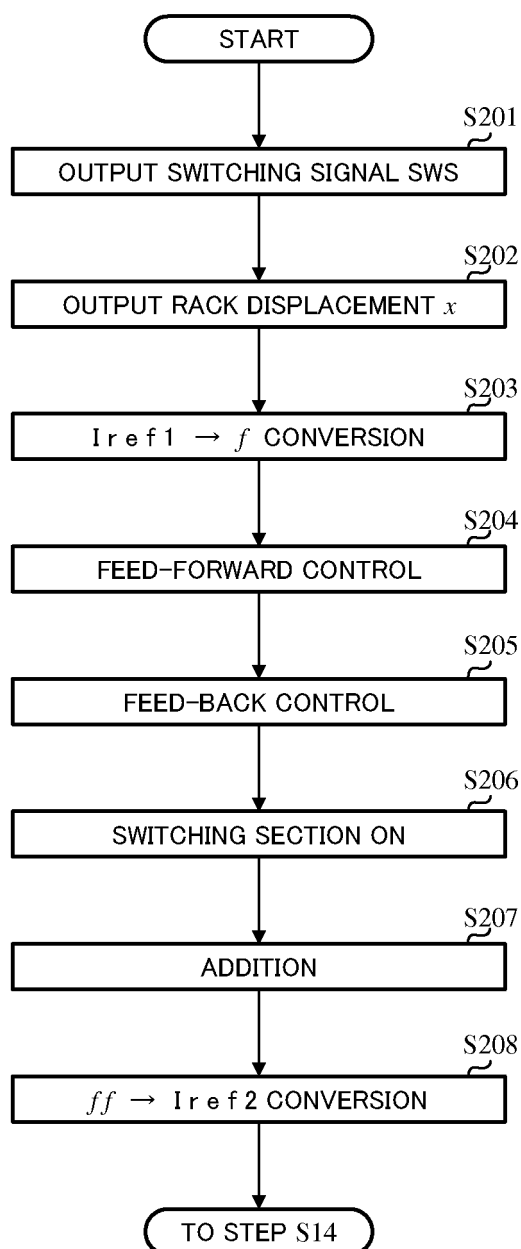 START
S201
OUTPUT SWITCHING SIGNAL SWS
S202
OUTPUT RACK DISPLACEMENT x
S203
Iref1 → f CONVERSION
S204
FEED-FORWARD CONTROL
S205
FEED-BACK CONTROL
S206
SWITCHING SECTION ON
S207
ADDITION
S208
ff → Iref2 CONVERSION
TO STEP S14